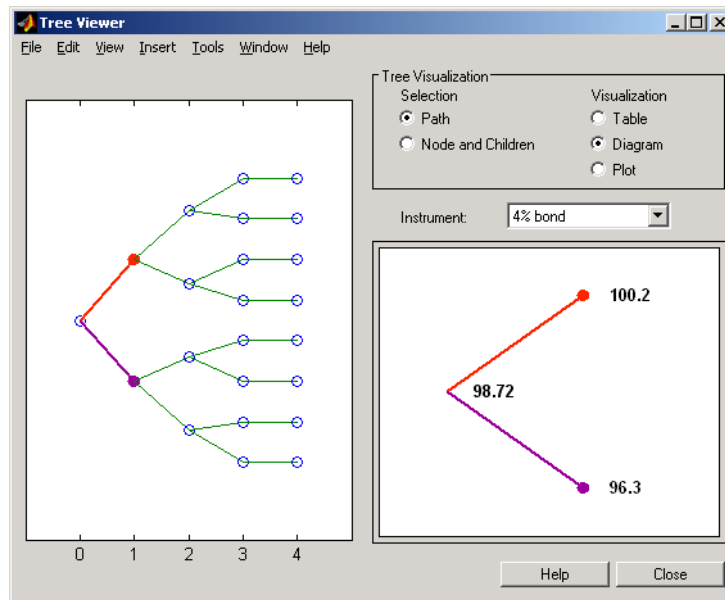 Tree Viewer
File Edit View Insert Tools Window Help
Tree Visualization
Selection Visualization
Path Table
Node and Children Diagram
Plot
Instrument: 4% bond
100.2
98.72
96.3
0 1 2 3 4
Help Close